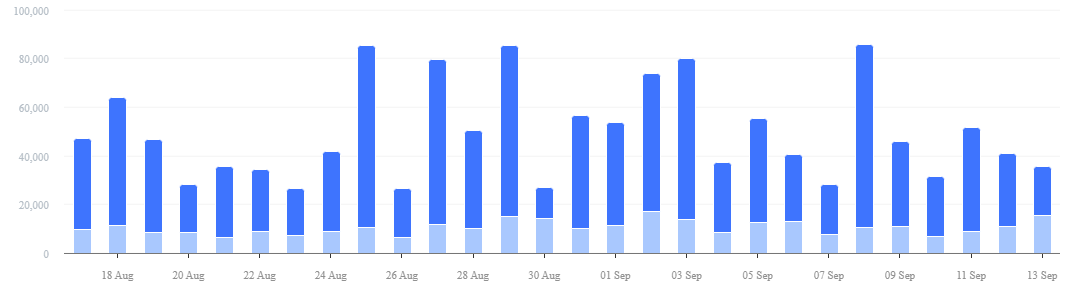 100,000
80,000
60,000
40,000
20,000
0
18 Aug
20 Aug
22 Aug
24 Aug
26 Aug
28 Aug
30 Aug
01 Sep
03 Sep
05 Sep
07 Sep
09 Sep
11 Sep
13 Sep